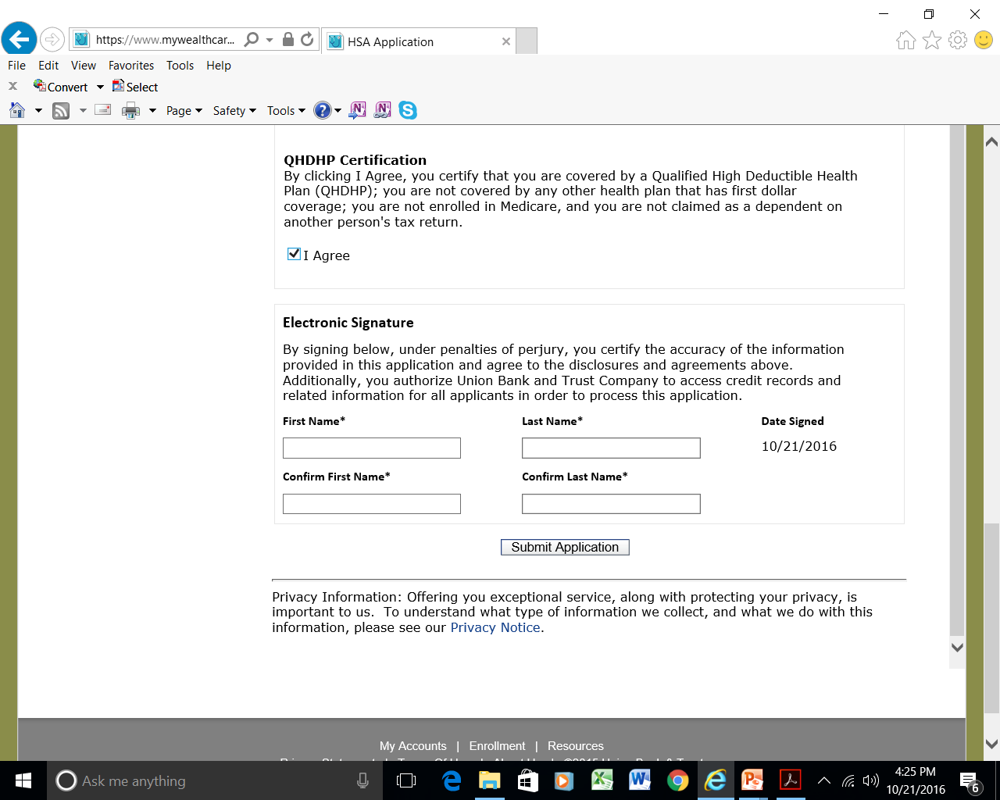 https://www.mywealthcar...
HSA Application
File Edit View Favorites Tools Help
x Convert Select
Page Safety Tools
QHDHP Certification
By clicking I Agree, you certify that you are covered by a Qualified High Deductible Health
Plan (QHDHP); you are not covered by any other health plan that has first dollar
coverage; you are not enrolled in Medicare, and you are not claimed as a dependent on
another person's tax return.
I Agree
Electronic Signature
By signing below, under penalties of perjury, you certify the accuracy of the information
provided in this application and agree to the disclosures and agreements above.
Additionally, you authorize Union Bank and Trust Company to access credit records and
related information for all applicants in order to process this application.
First Name* Last Name* Date Signed
10/21/2016
Confirm First Name* Confirm Last Name*
Submit Application
Privacy Information: Offering you exceptional service, along with protecting your privacy, is
important to us. To understand what type of information we collect, and what we do with this
information, please see our Privacy Notice.
My Accounts | Enrollment | Resources
Ask me anything
4:25 PM
10/21/2016
6